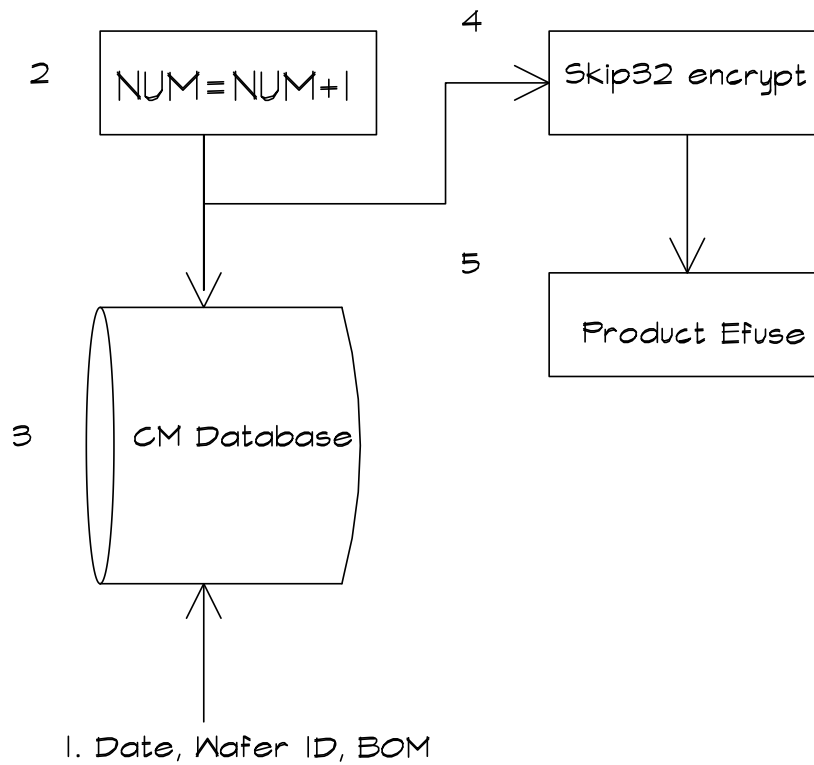 4
2
NUM=NUM+1
Skip32 encrypt
5
Product Efuse
3
CM Database
1. Date, Wafer ID, BOM